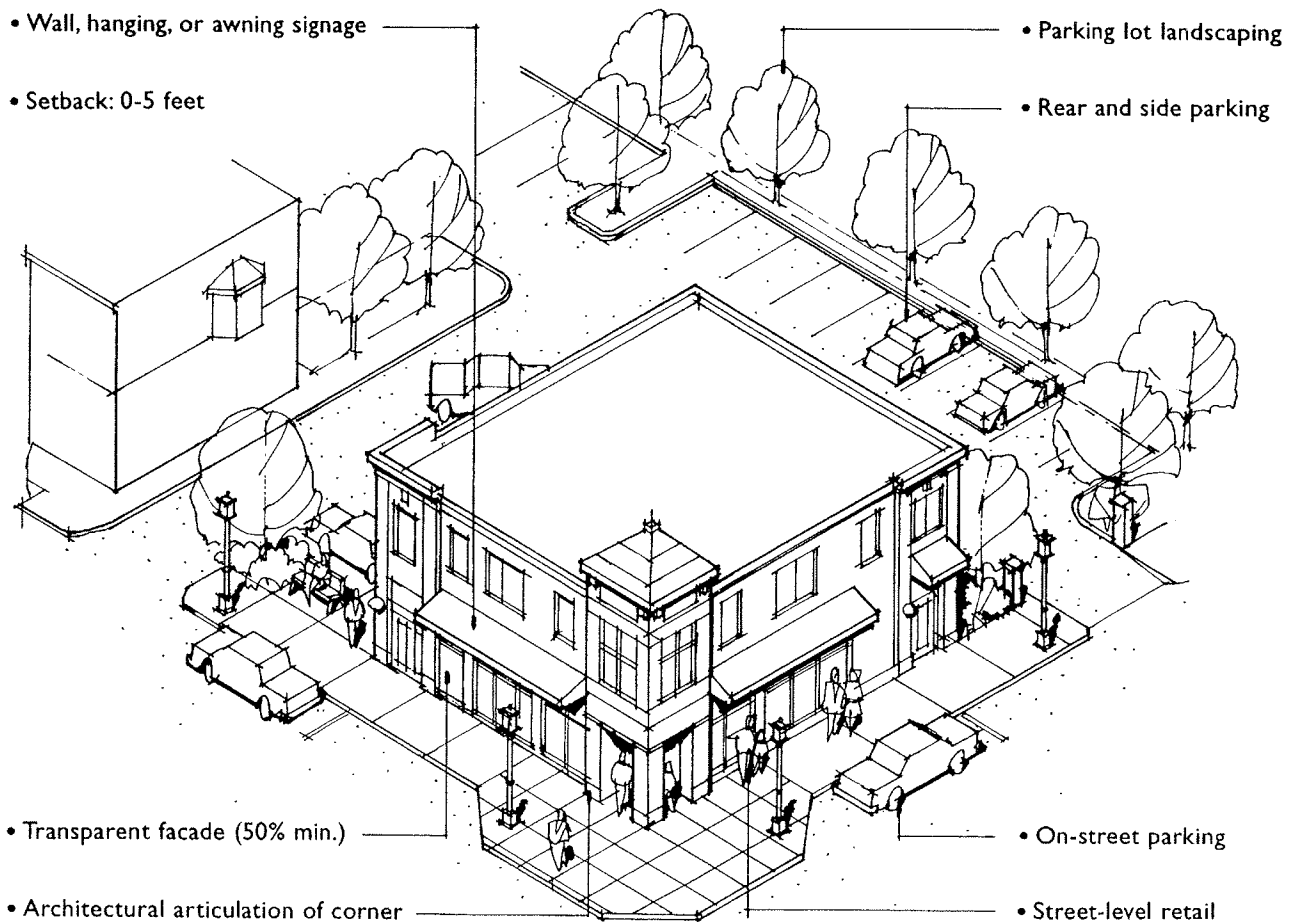 • Wall, hanging, or awning signage
• Setback: 0-5 feet
• Parking lot landscaping
• Rear and side parking
• Transparent facade (50% min.)
• Architectural articulation of corner
• On-street parking
• Street-level retail